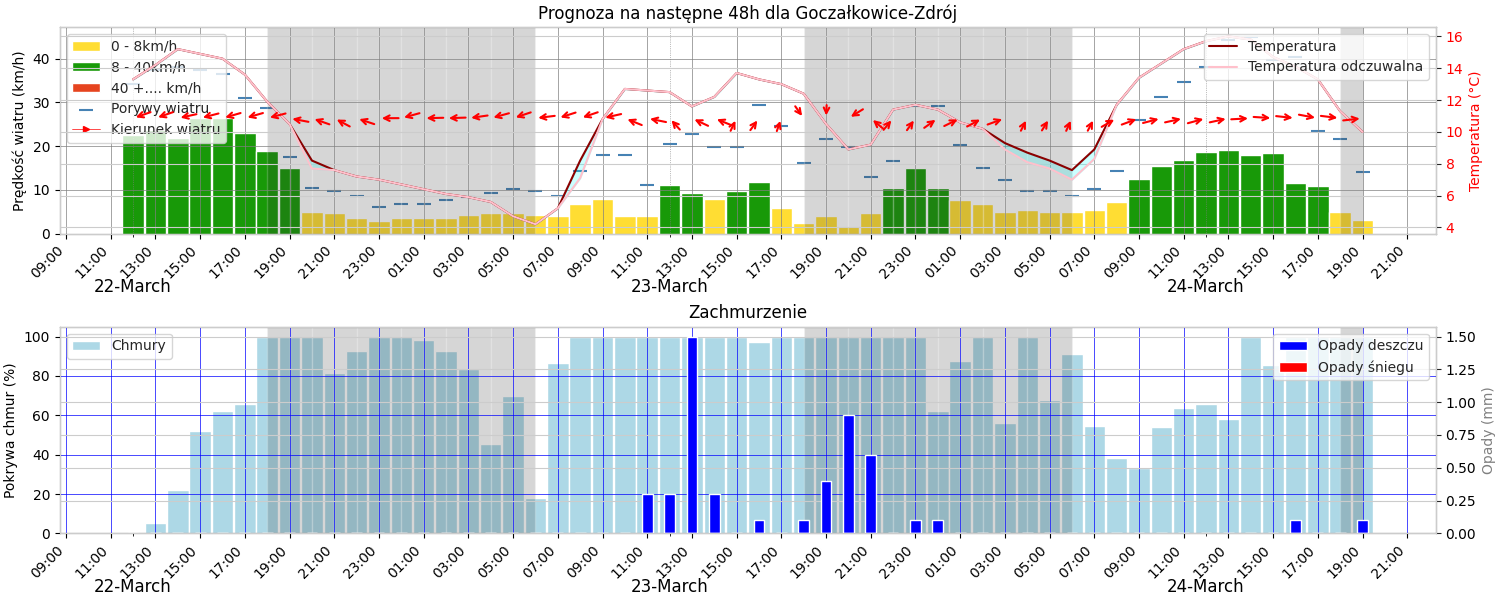 Prognoza na następne 48h dla Goczałkowice-Zdrój
Prędkość wiatru (km/h)
40
30
20
10
0
0 - 8km/h
8 - 40km/h
40 +.... km/h
Porywy wiatru
Kierunek wiatru
Temperatura
Temperatura odczuwalna
16
14
12
10
8
6
4
Temperatura (°C)
09:00 11:00 13:00 15:00 17:00 19:00 21:00 23:00 01:00 03:00 05:00 07:00 09:00 11:00 13:00 15:00 17:00 19:00 21:00 23:00 01:00 03:00 05:00 07:00 09:00 11:00 13:00 15:00 17:00 19:00 21:00
22-March 23-March 24-March
Zachmurzenie
Pokrywa chmur (%)
100
80
60
40
20
0
Chmury
Opady deszczu
Opady śniegu
1.50
1.25
1.00
0.75
0.50
0.25
0.00
Opady (mm)
09:00 11:00 13:00 15:00 17:00 19:00 21:00 23:00 01:00 03:00 05:00 07:00 09:00 11:00 13:00 15:00 17:00 19:00 21:00 23:00 01:00 03:00 05:00 07:00 09:00 11:00 13:00 15:00 17:00 19:00 21:00
22-March 23-March 24-March